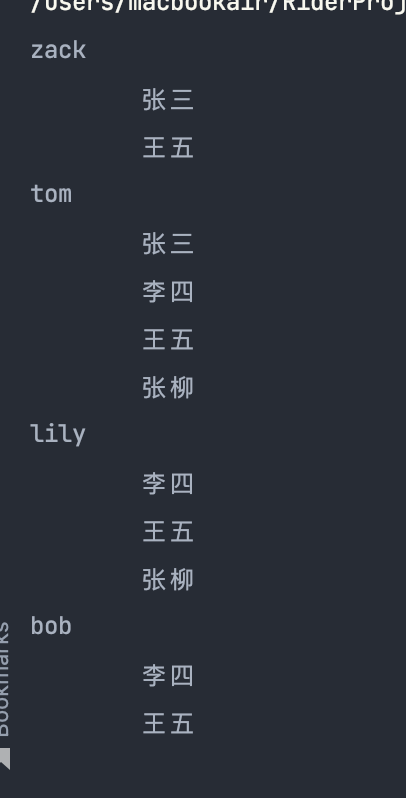 /Users/macbookair/RiderProj
zack
张三
王五
tom
张三
李四
王五
张柳
lily
李四
王五
张柳
bob
李四
王五
Bookmarks